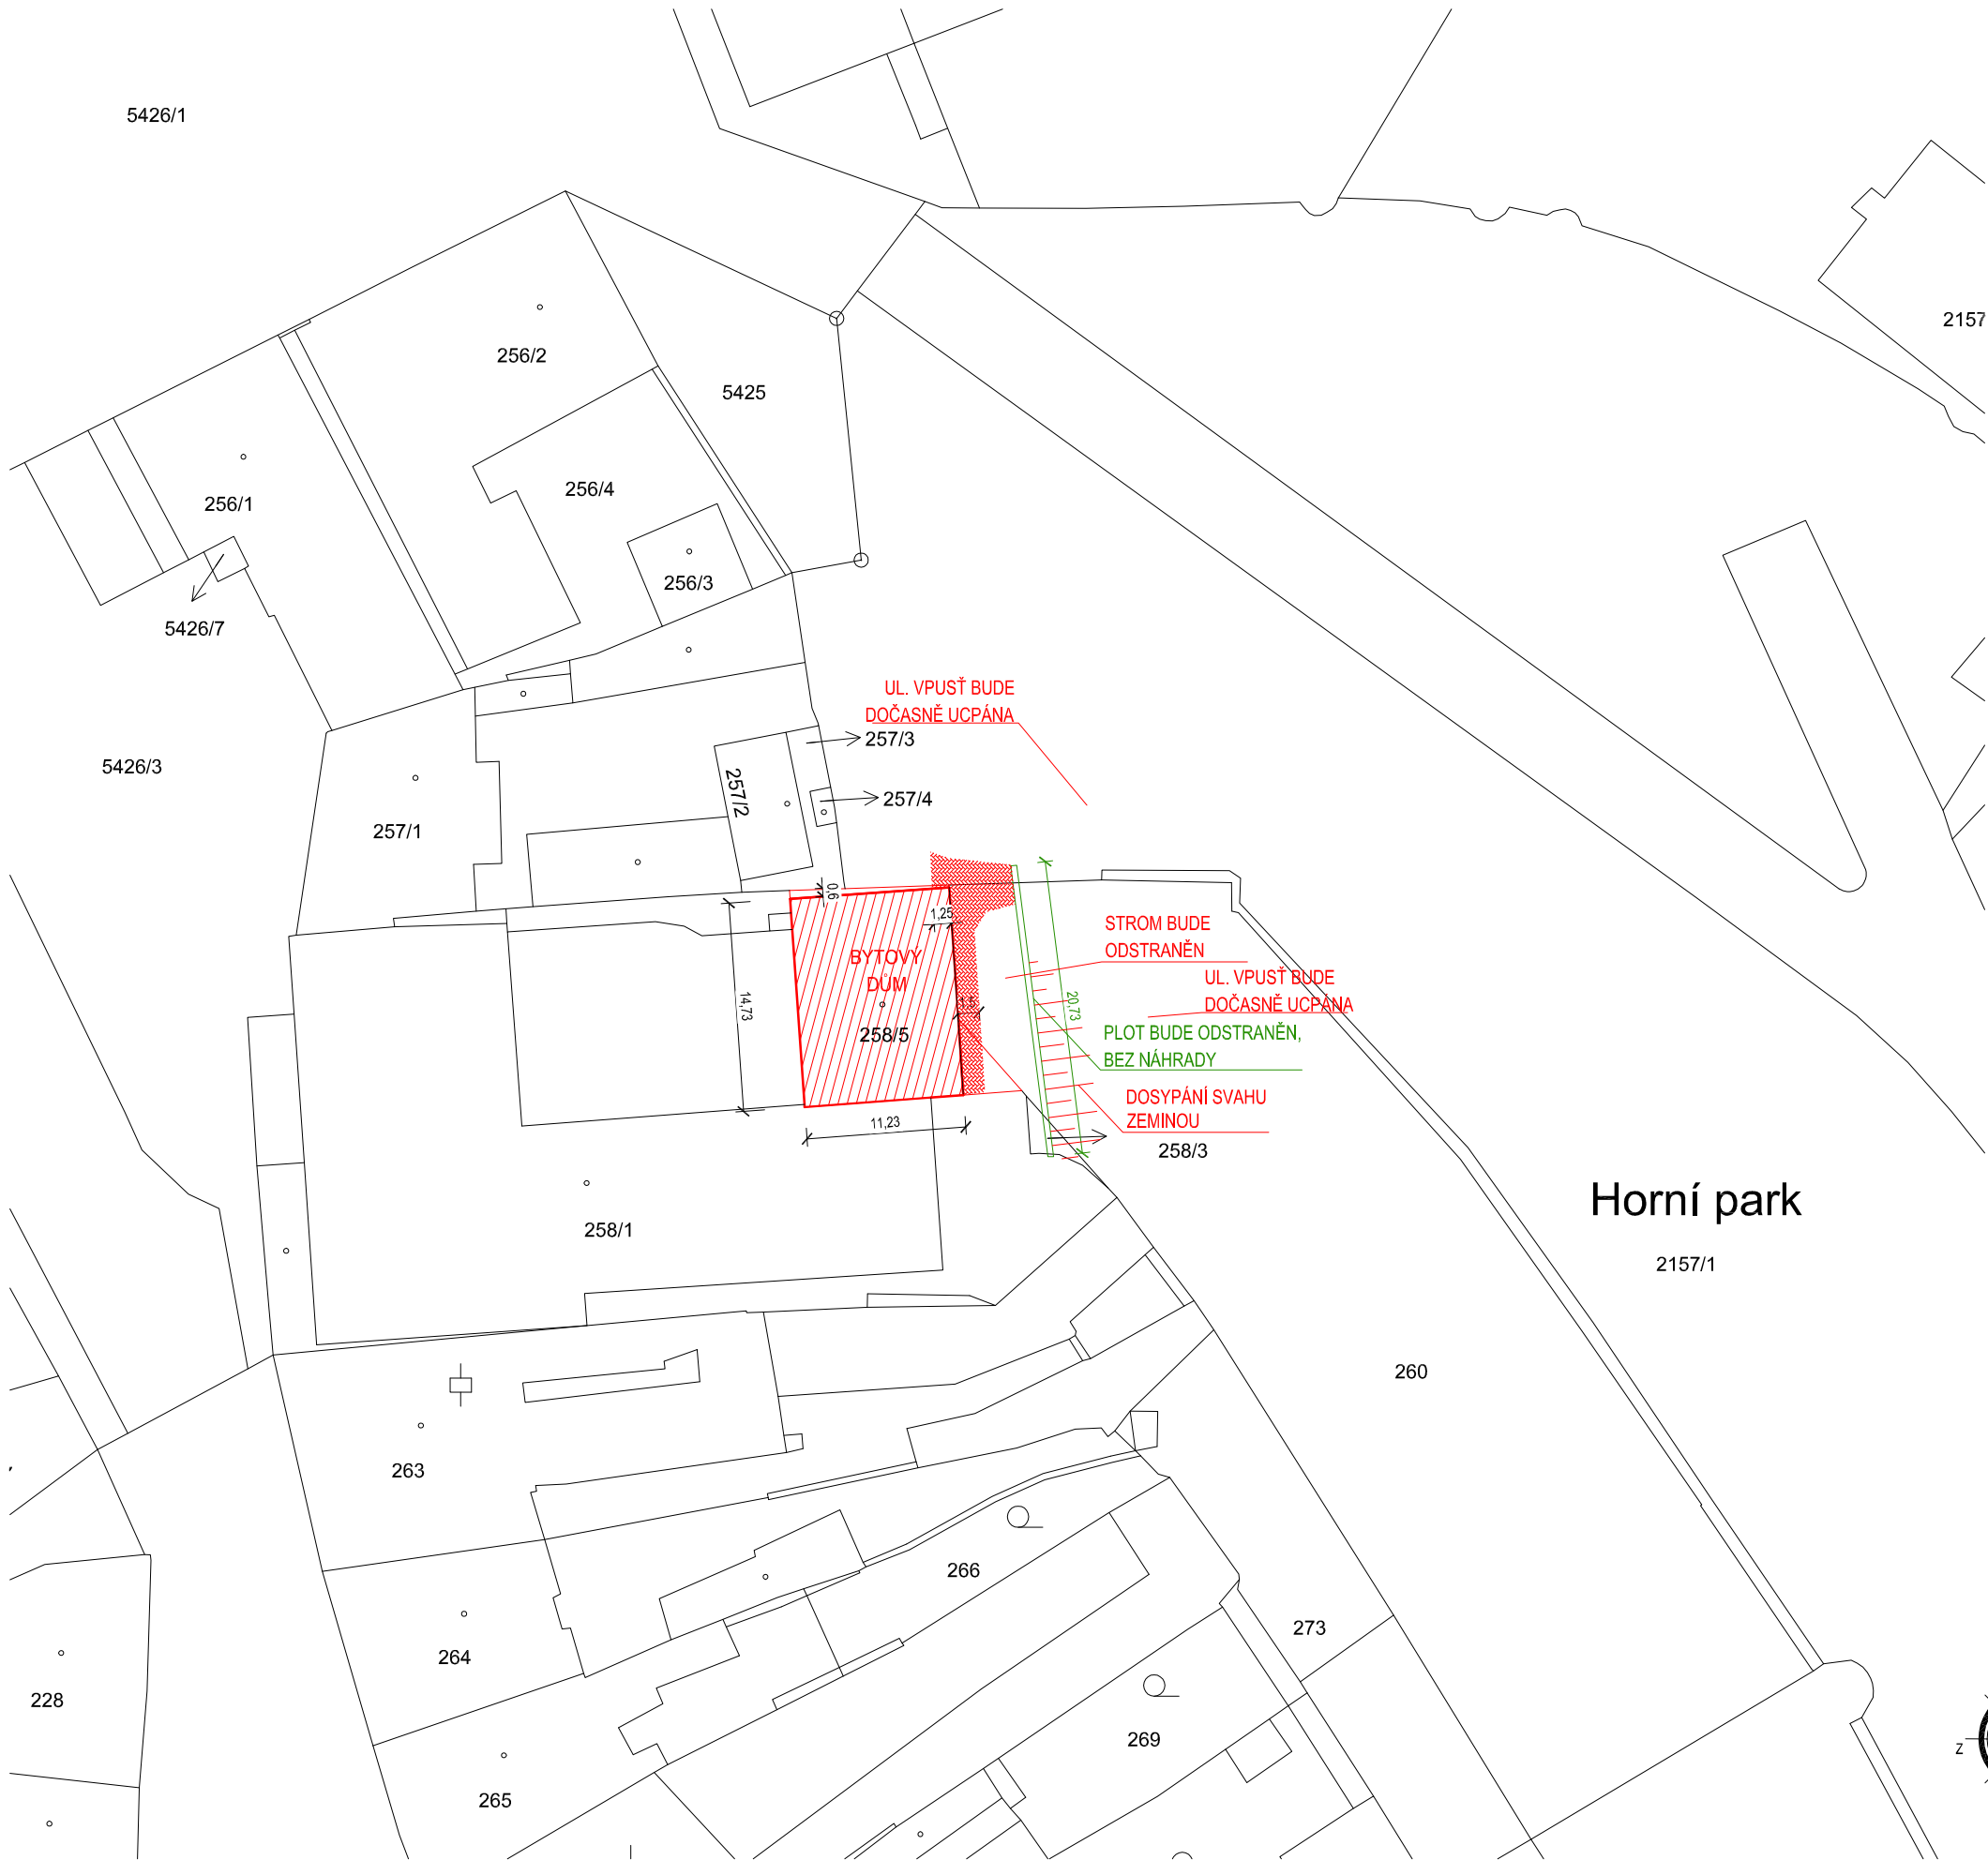 5426/1
2157
256/2
5425
256/4
256/1
256/3
5426/7
UL. VPUSŤ BUDE
DOČASNĚ UCPÁNA
257/3
5426/3
257/2
257/4
257/1
0,6
1,25
STROM BUDE
ODSTRANĚN
BYTOVÝ
DŮM
UL. VPUSŤ BUDE
DOČASNĚ UCPÁNA
14,73
1,5
20,73
258/5
PLOT BUDE ODSTRANĚN,
BEZ NÁHRADY
DOSYPÁNÍ SVAHU
ZEMINOU
11,23
258/3
Horní park
258/1
2157/1
260
263
266
273
264
228
269
Z
265